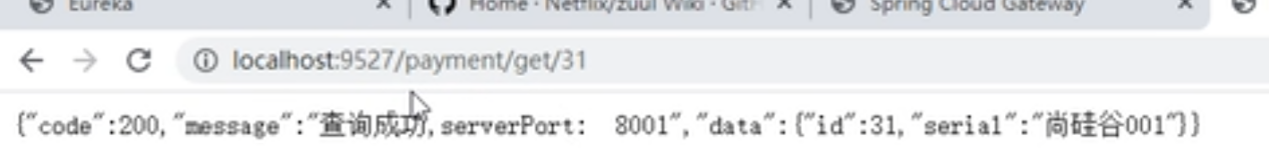 Eureka
Home · Netflix/zuul Wiki · GitH
Spring Cloud Gateway
localhost:9527/payment/get/31
{"code":200,"message":"查询成功,serverPort:  8001","data":{"id":31,"serial":"尚硅谷001"}}